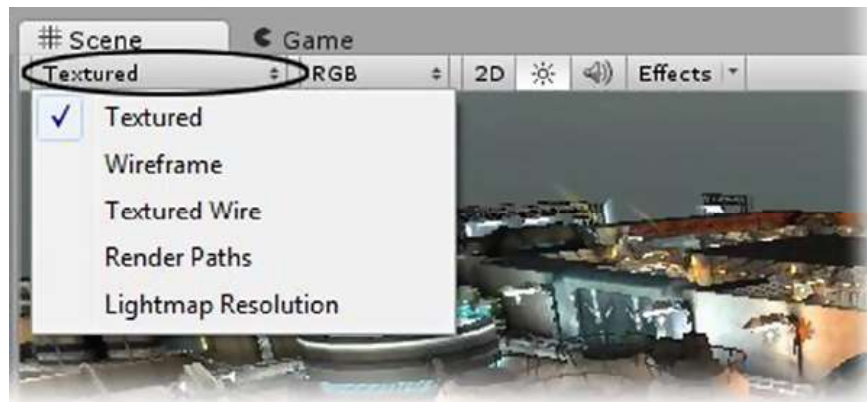 Scene Game
Textured RGB 2D Effects
Textured
Wireframe
Textured Wire
Render Paths
Lightmap Resolution